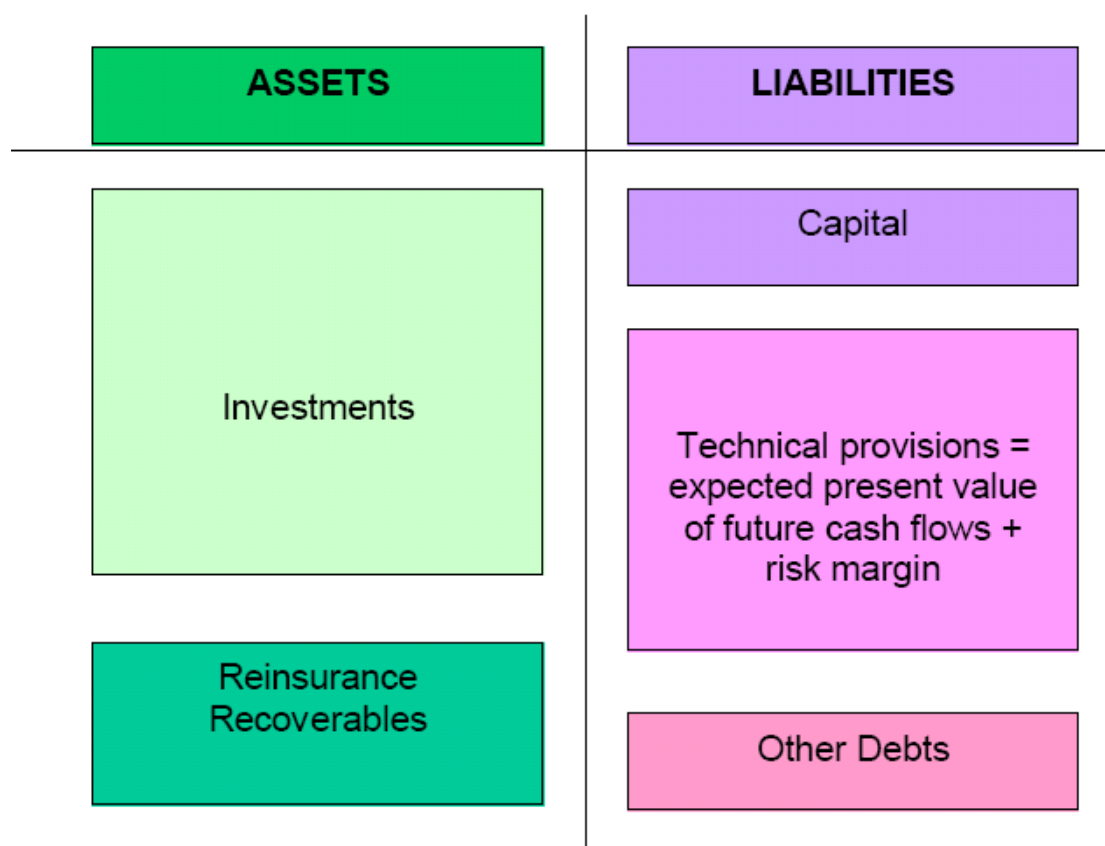 ASSETS
LIABILITIES
Investments
Reinsurance
Recoverables
Capital
Technical provisions =
expected present value
of future cash flows +
risk margin
Other Debts